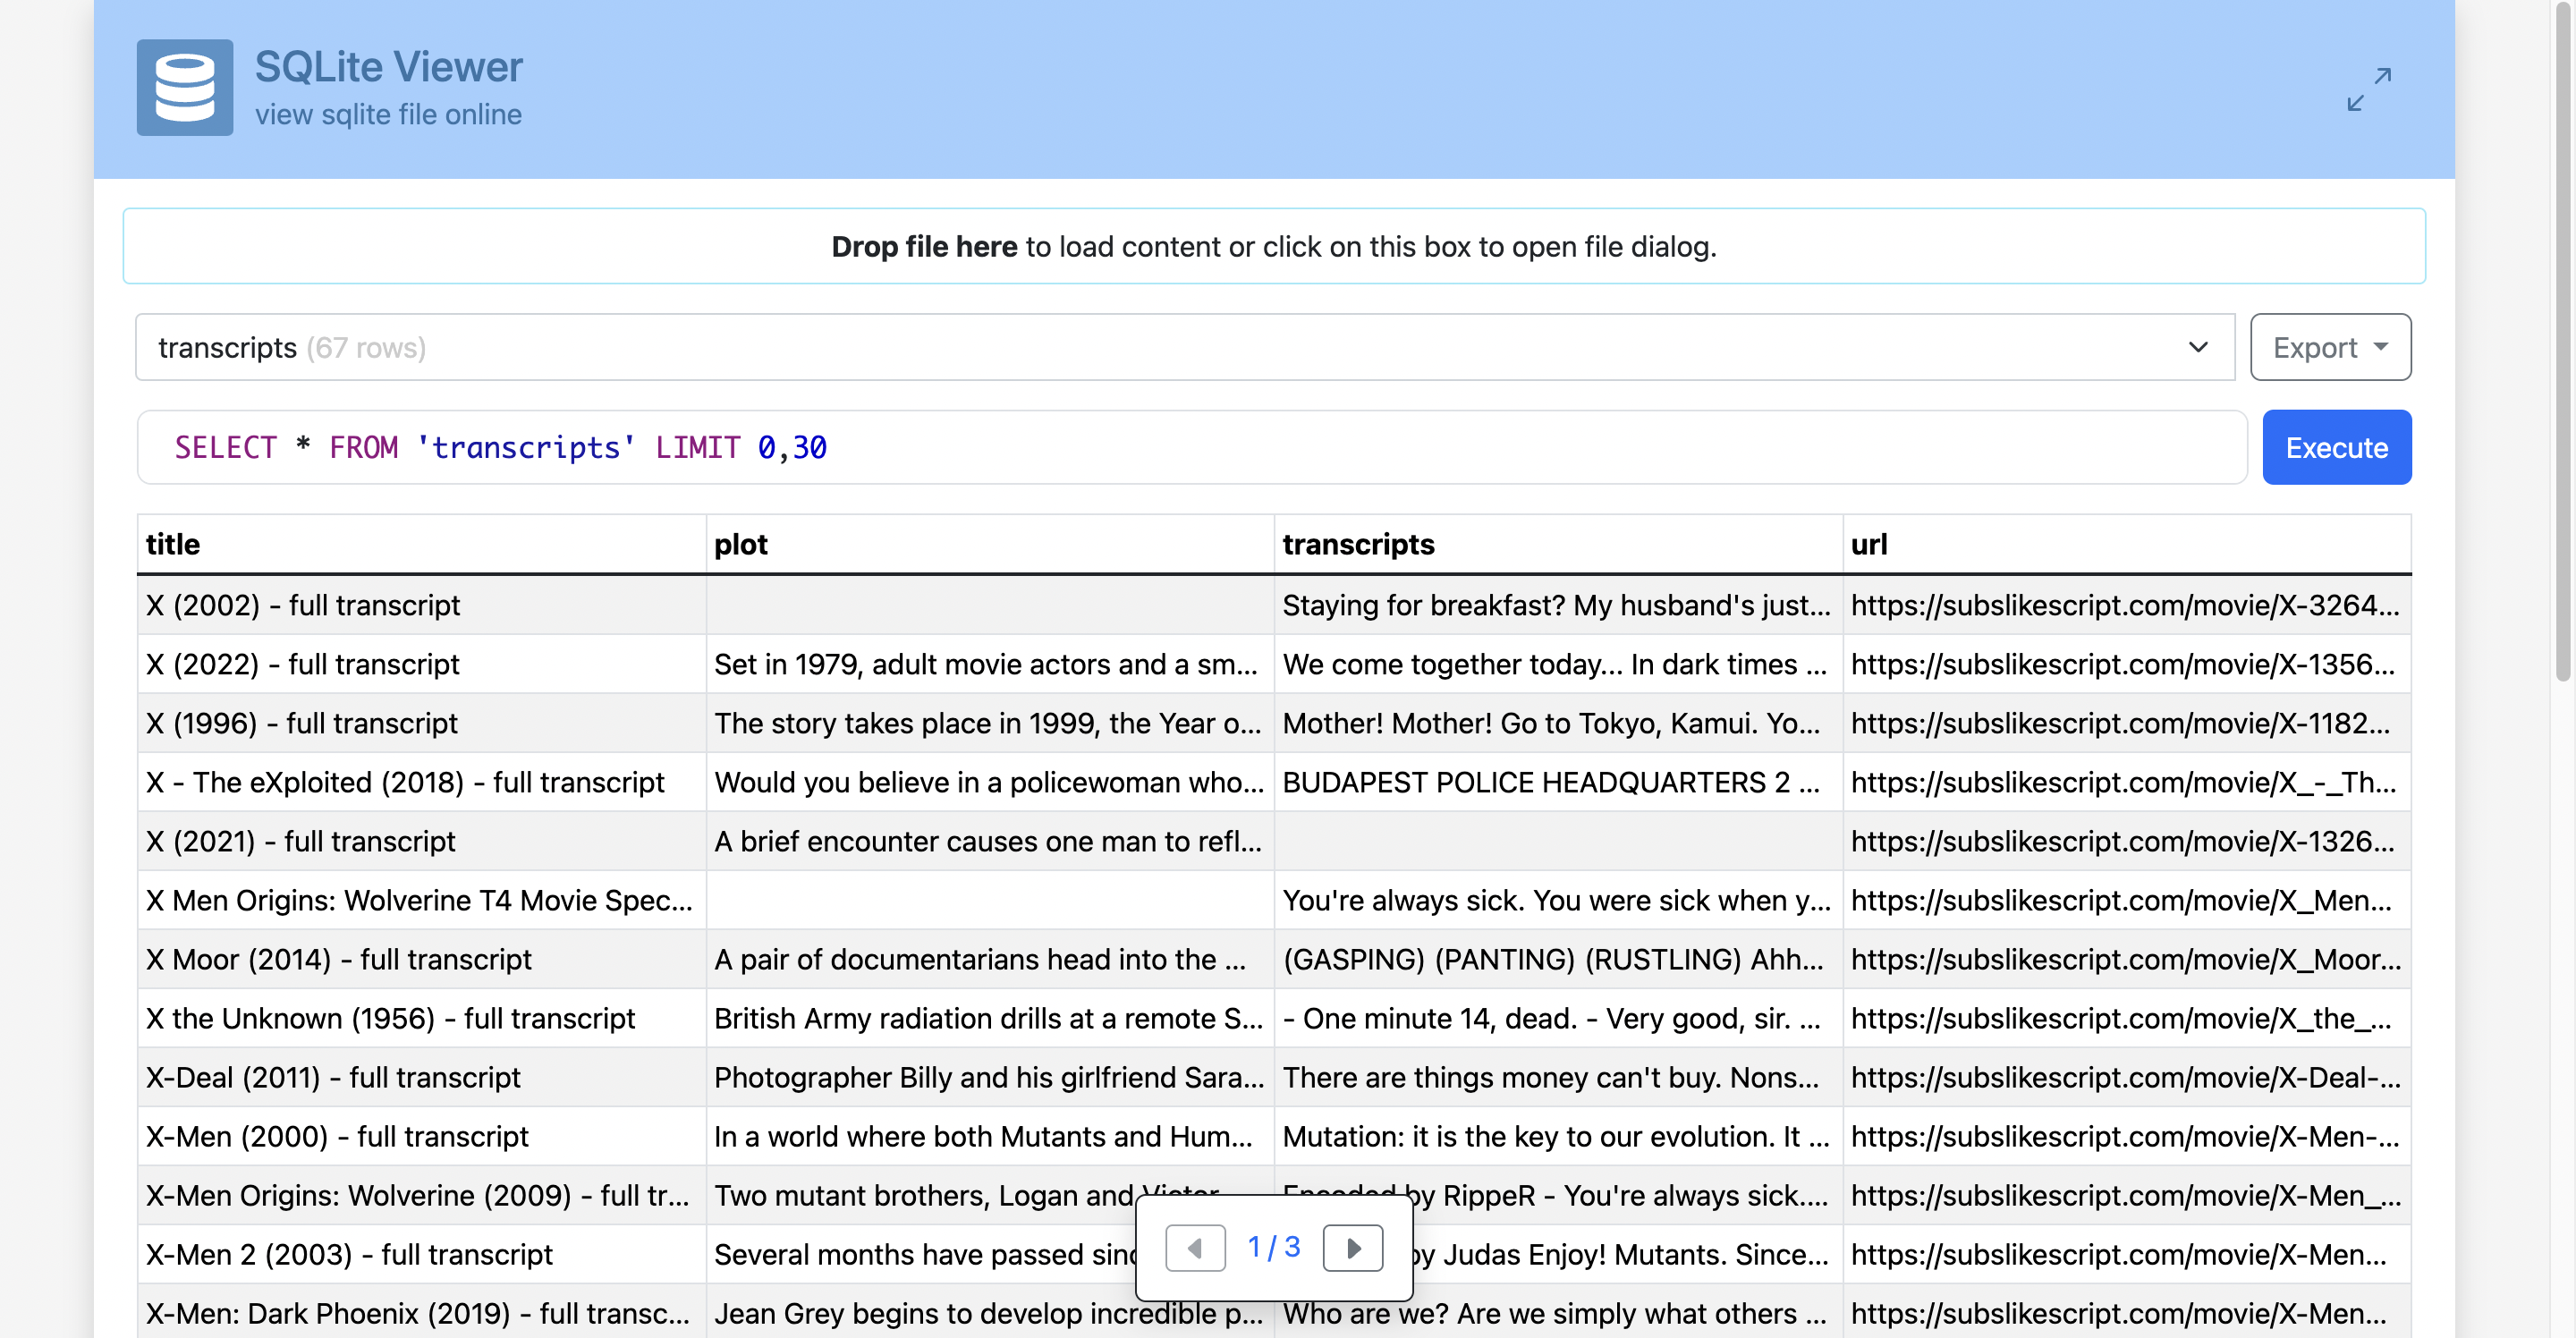 SQLite Viewer
view sqlite file online
Drop file here to load content or click on this box to open file dialog.
transcripts (67 rows)
Export
SELECT * FROM 'transcripts' LIMIT 0,30
Execute
title plot transcripts url
X (2002) - full transcript Staying for breakfast? My husband's just... https://subslikescript.com/movie/X-3264...
X (2022) - full transcript Set in 1979, adult movie actors and a sm... We come together today... In dark times ... https://subslikescript.com/movie/X-1356...
X (1996) - full transcript The story takes place in 1999, the Year o... Mother! Mother! Go to Tokyo, Kamui. Yo... https://subslikescript.com/movie/X-1182...
X - The eXploited (2018) - full transcript Would you believe in a policewoman who... BUDAPEST POLICE HEADQUARTERS 2 ... https://subslikescript.com/movie/X_-_Th...
X (2021) - full transcript A brief encounter causes one man to refl... https://subslikescript.com/movie/X-1326...
X Men Origins: Wolverine T4 Movie Spec... You're always sick. You were sick when y... https://subslikescript.com/movie/X_Men...
X Moor (2014) - full transcript A pair of documentarians head into the ... (GASPING) (PANTING) (RUSTLING) Ahh... https://subslikescript.com/movie/X_Moor...
X the Unknown (1956) - full transcript British Army radiation drills at a remote S... - One minute 14, dead. - Very good, sir. ... https://subslikescript.com/movie/X_the_...
X-Deal (2011) - full transcript Photographer Billy and his girlfriend Sara... There are things money can't buy. Nons... https://subslikescript.com/movie/X-Deal-...
X-Men (2000) - full transcript In a world where both Mutants and Hum... Mutation: it is the key to our evolution. It ... https://subslikescript.com/movie/X-Men-...
X-Men Origins: Wolverine (2009) - full tr... Two mutant brothers, Logan and by RippeR - You're always sick.... https://subslikescript.com/movie/X-Men_...
X-Men 2 (2003) - full transcript Several months have passed by Judas Enjoy! Mutants. Since... https://subslikescript.com/movie/X-Men...
1 / 3
X-Men: Dark Phoenix (2019) - full transc... Jean Grey begins to develop incredible p... Who are we? Are we simply what others ... https://subslikescript.com/movie/X-Men...